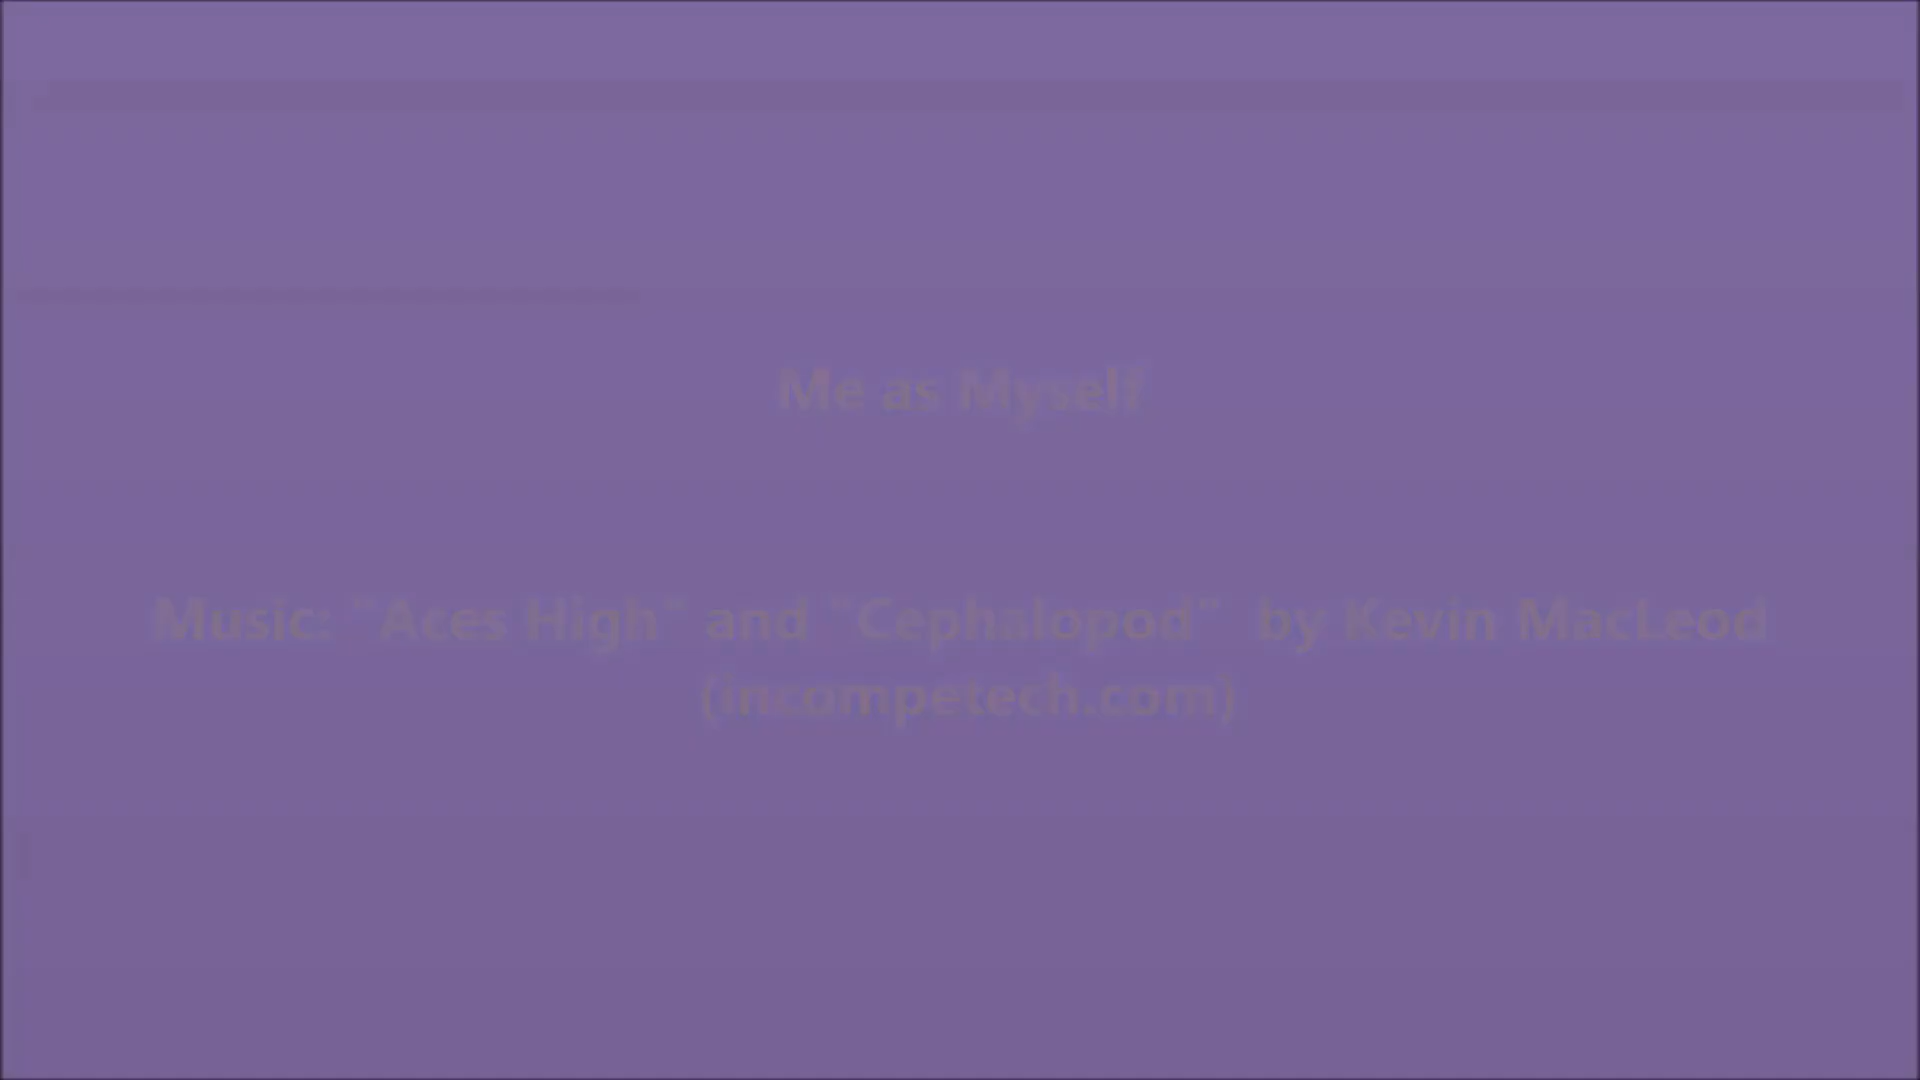 Me as Myself
Music: "Aces High" and "Cephalopod"  by Kevin MacLeod
(incompetech.com)